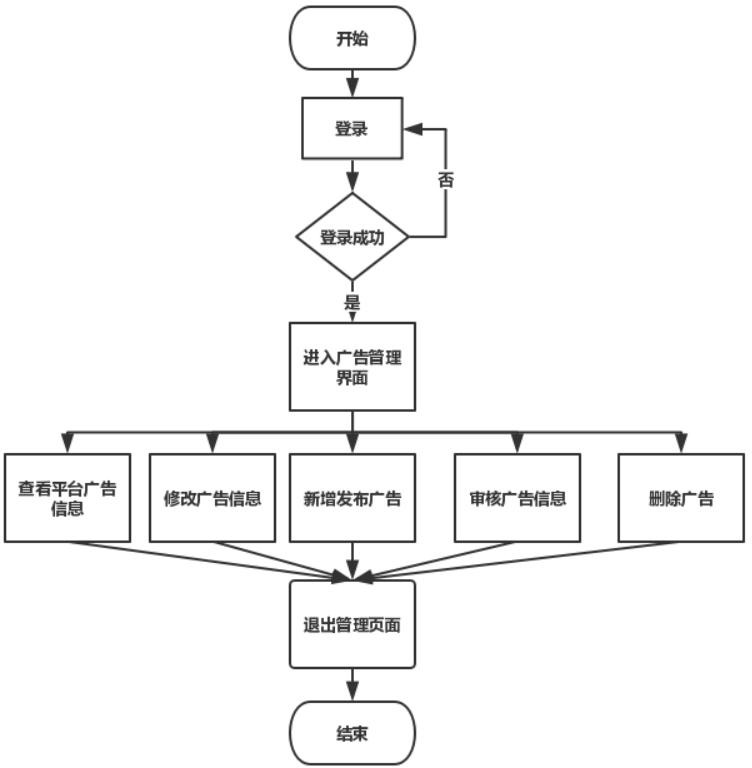 开始
登录
否
登录成功
是
进入广告管理
界面
查看平台广告
信息
修改广告信息
新增发布广告
审核广告信息
删除广告
退出管理页面
结束